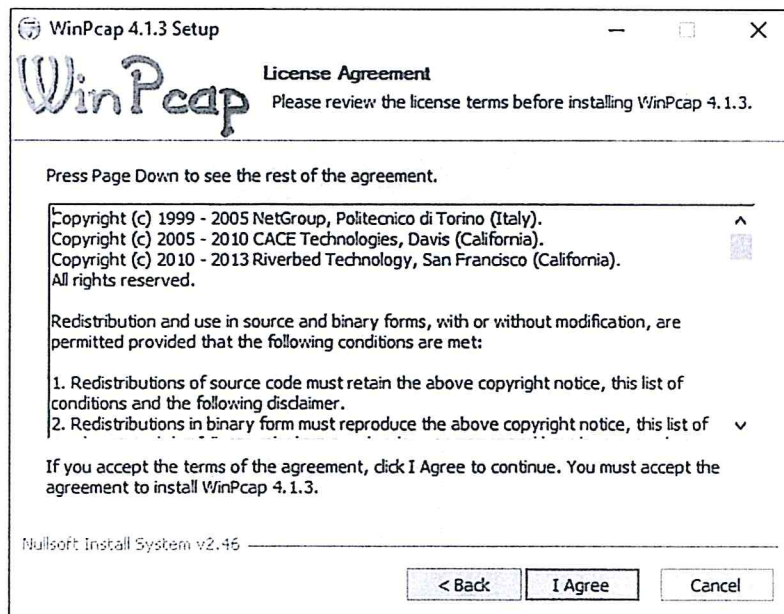 WinPcap 4.1.3 Setup
WinPcap
License Agreement
Please review the license terms before installing WinPcap 4.1.3.
Press Page Down to see the rest of the agreement.
Copyright (c) 1999 - 2005 NetGroup, Politecnico di Torino (Italy).
Copyright (c) 2005 - 2010 CACE Technologies, Davis (California).
Copyright (c) 2010 - 2013 Riverbed Technology, San Francisco (California).
All rights reserved.
Redistribution and use in source and binary forms, with or without modification, are
permitted provided that the following conditions are met:
1. Redistributions of source code must retain the above copyright notice, this list of
conditions and the following disclaimer.
2. Redistributions in binary form must reproduce the above copyright notice, this list of
If you accept the terms of the agreement, click I Agree to continue. You must accept the
agreement to install WinPcap 4.1.3.
Nullsoft Install System v2.46
< Back
I Agree
Cancel